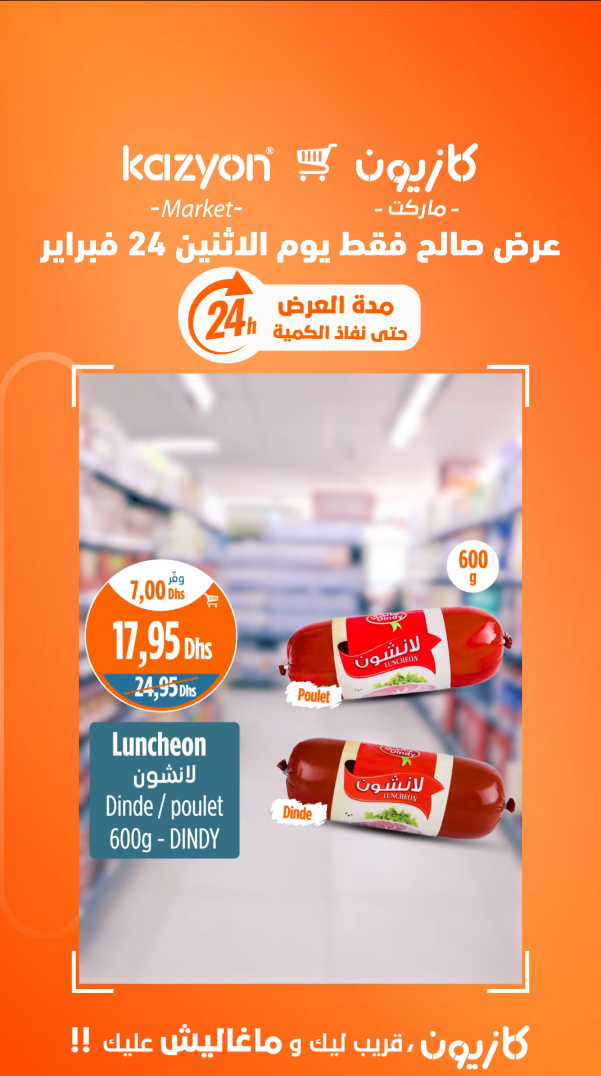 kazyon® كازيون
-Market- - ماركت -
عرض صالح فقط يوم الاثنين 24 فبراير
24h
مدة العرض
حتى نفاذ الكمية
600
g
وفّر
7,00 Dhs
17,95 Dhs
24,95 Dhs
Dindy
لانشون
LUNCHEON
Poulet
Luncheon
لانشون
Dinde / poulet
600g - DINDY
Dindy
لانشون
LUNCHEON
Dinde
كازيون ، قريب ليك و ماغاليش عليك !!